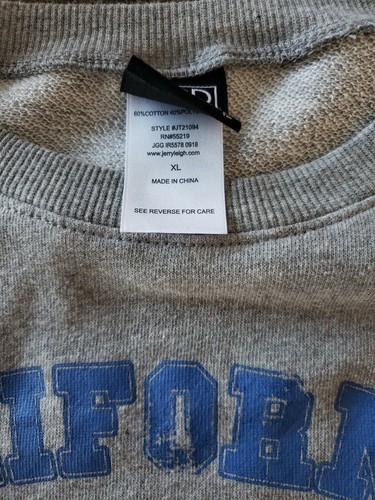 60%COTTON 40%POLY
STYLE #JT21094
RN#55219
JGG IR5578 0918
www.jerryleigh.com
XL
MADE IN CHINA
SEE REVERSE FOR CARE
IFORN